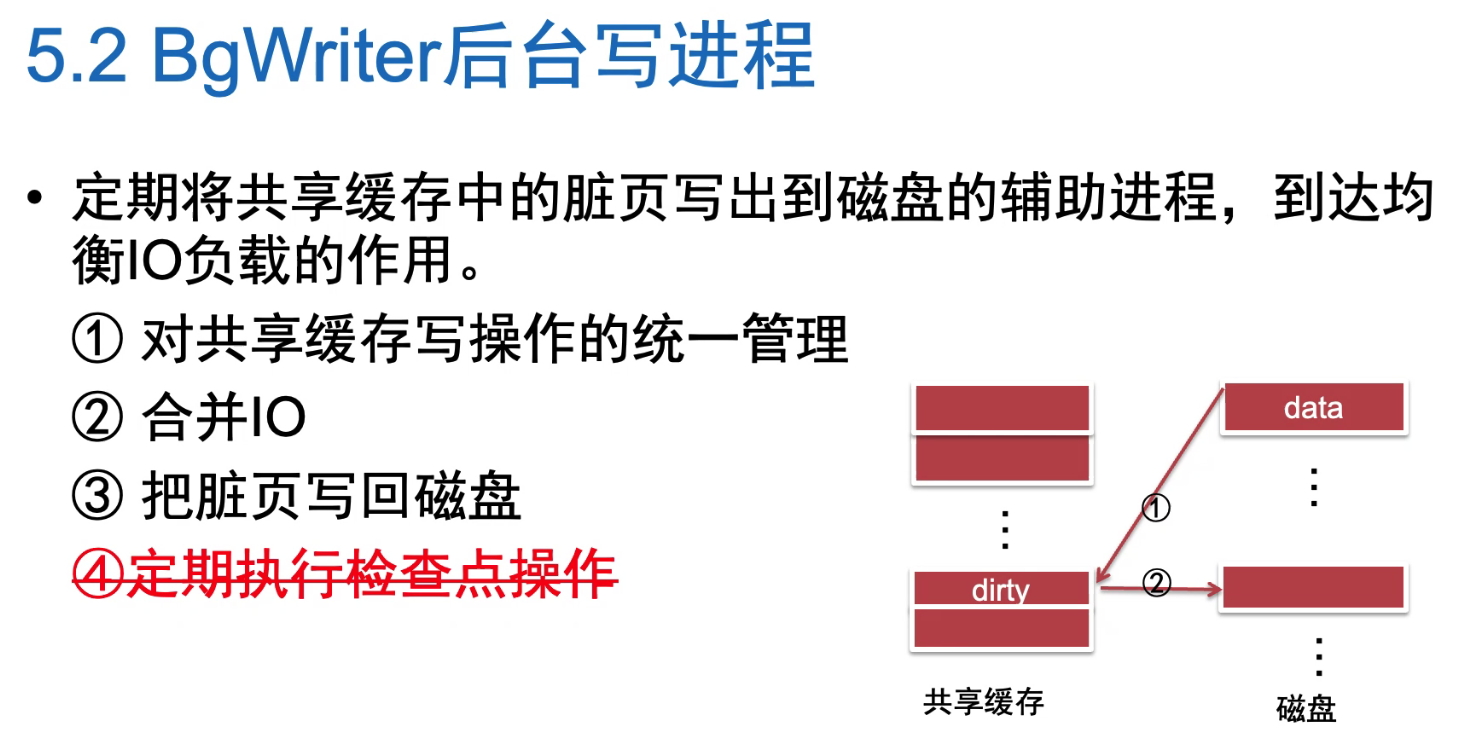 5.2 BgWriter后台写进程
• 定期将共享缓存中的脏页写出到磁盘的辅助进程，到达均
衡IO负载的作用。
① 对共享缓存写操作的统一管理
② 合并IO
③ 把脏页写回磁盘
④定期执行检查点操作
data
①
dirty
②
共享缓存
磁盘